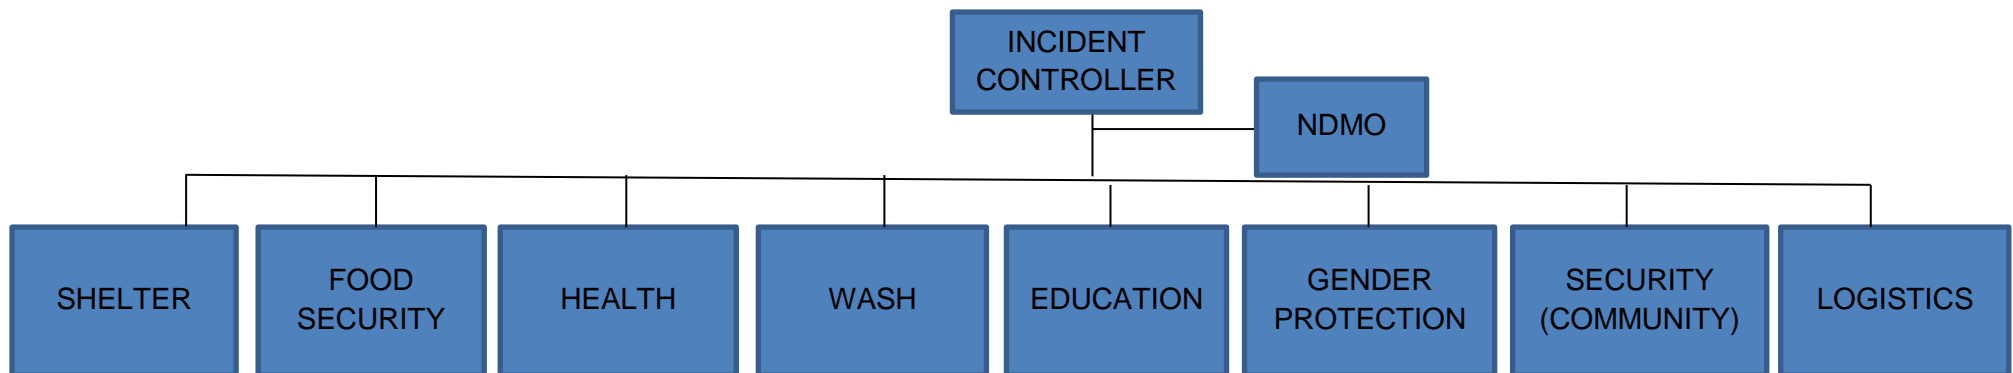 INCIDENT
CONTROLLER
NDMO
SHELTER
FOOD
SECURITY
HEALTH
WASH
EDUCATION
GENDER
PROTECTION
SECURITY
(COMMUNITY)
LOGISTICS